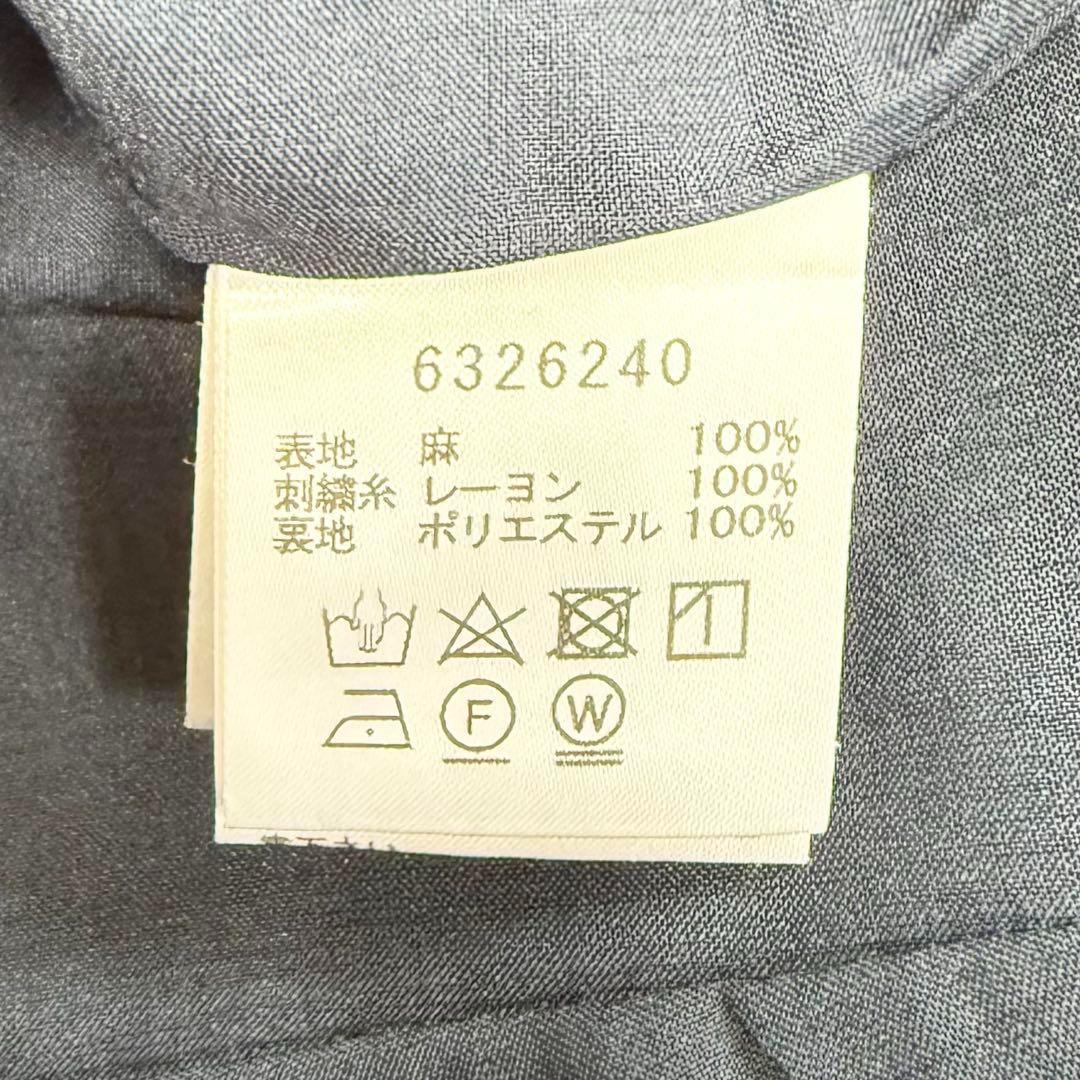 6326240
表地 麻 100%
刺繍糸 レーヨン 100%
裏地 ポリエステル 100%
F W